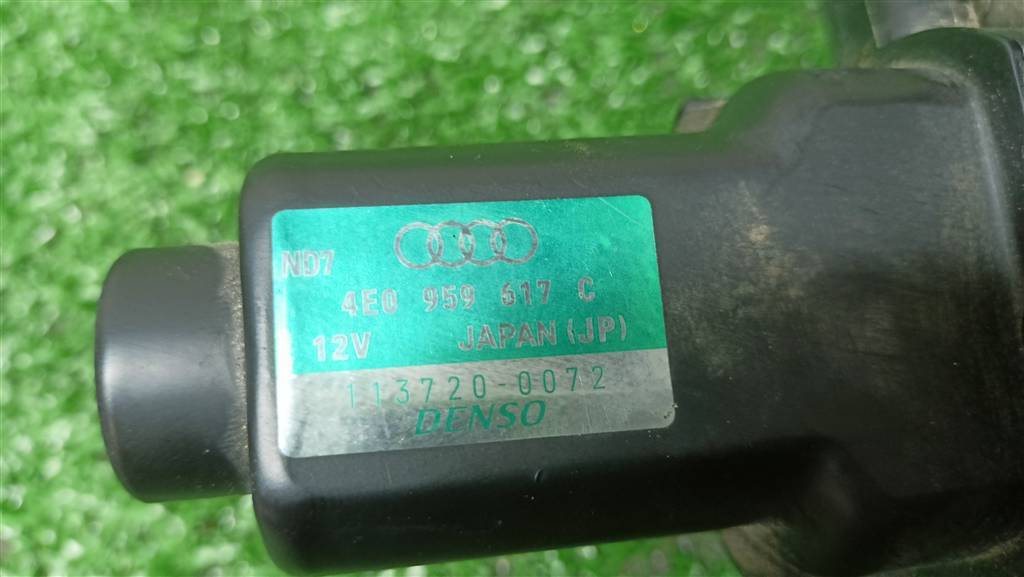 ND7
4E0 959 617 C
12V JAPAN (JP)
113720-0072
DENSO